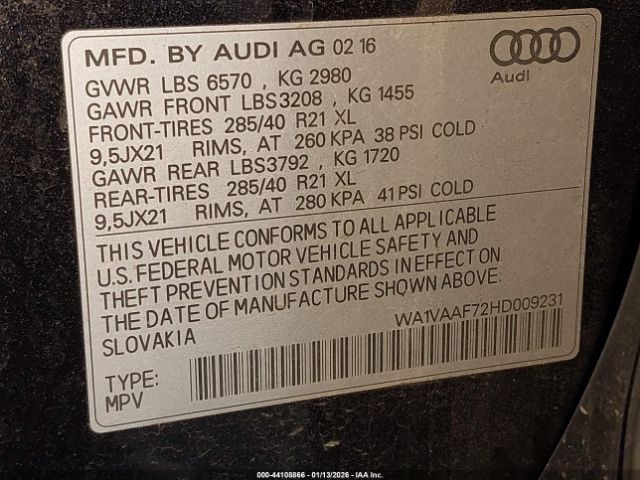 MFD. BY AUDI AG 02 16
Audi
GVWR LBS 6570 , KG 2980
GAWR FRONT LBS3208 , KG 1455
FRONT-TIRES 285/40 R21 XL
9,5JX21 RIMS, AT 260 KPA 38 PSI COLD
GAWR REAR LBS3792 , KG 1720
REAR-TIRES 285/40 R21 XL
9,5JX21 RIMS, AT 280 KPA 41 PSI COLD
THIS VEHICLE CONFORMS TO ALL APPLICABLE
U.S. FEDERAL MOTOR VEHICLE SAFETY AND
THEFT PREVENTION STANDARDS IN EFFECT ON
THE DATE OF MANUFACTURE SHOWN ABOVE.
SLOVAKIA
WA1VAAF72HD009231
TYPE:
MPV
000-44108866 - 01/13/2026 - IAA Inc.